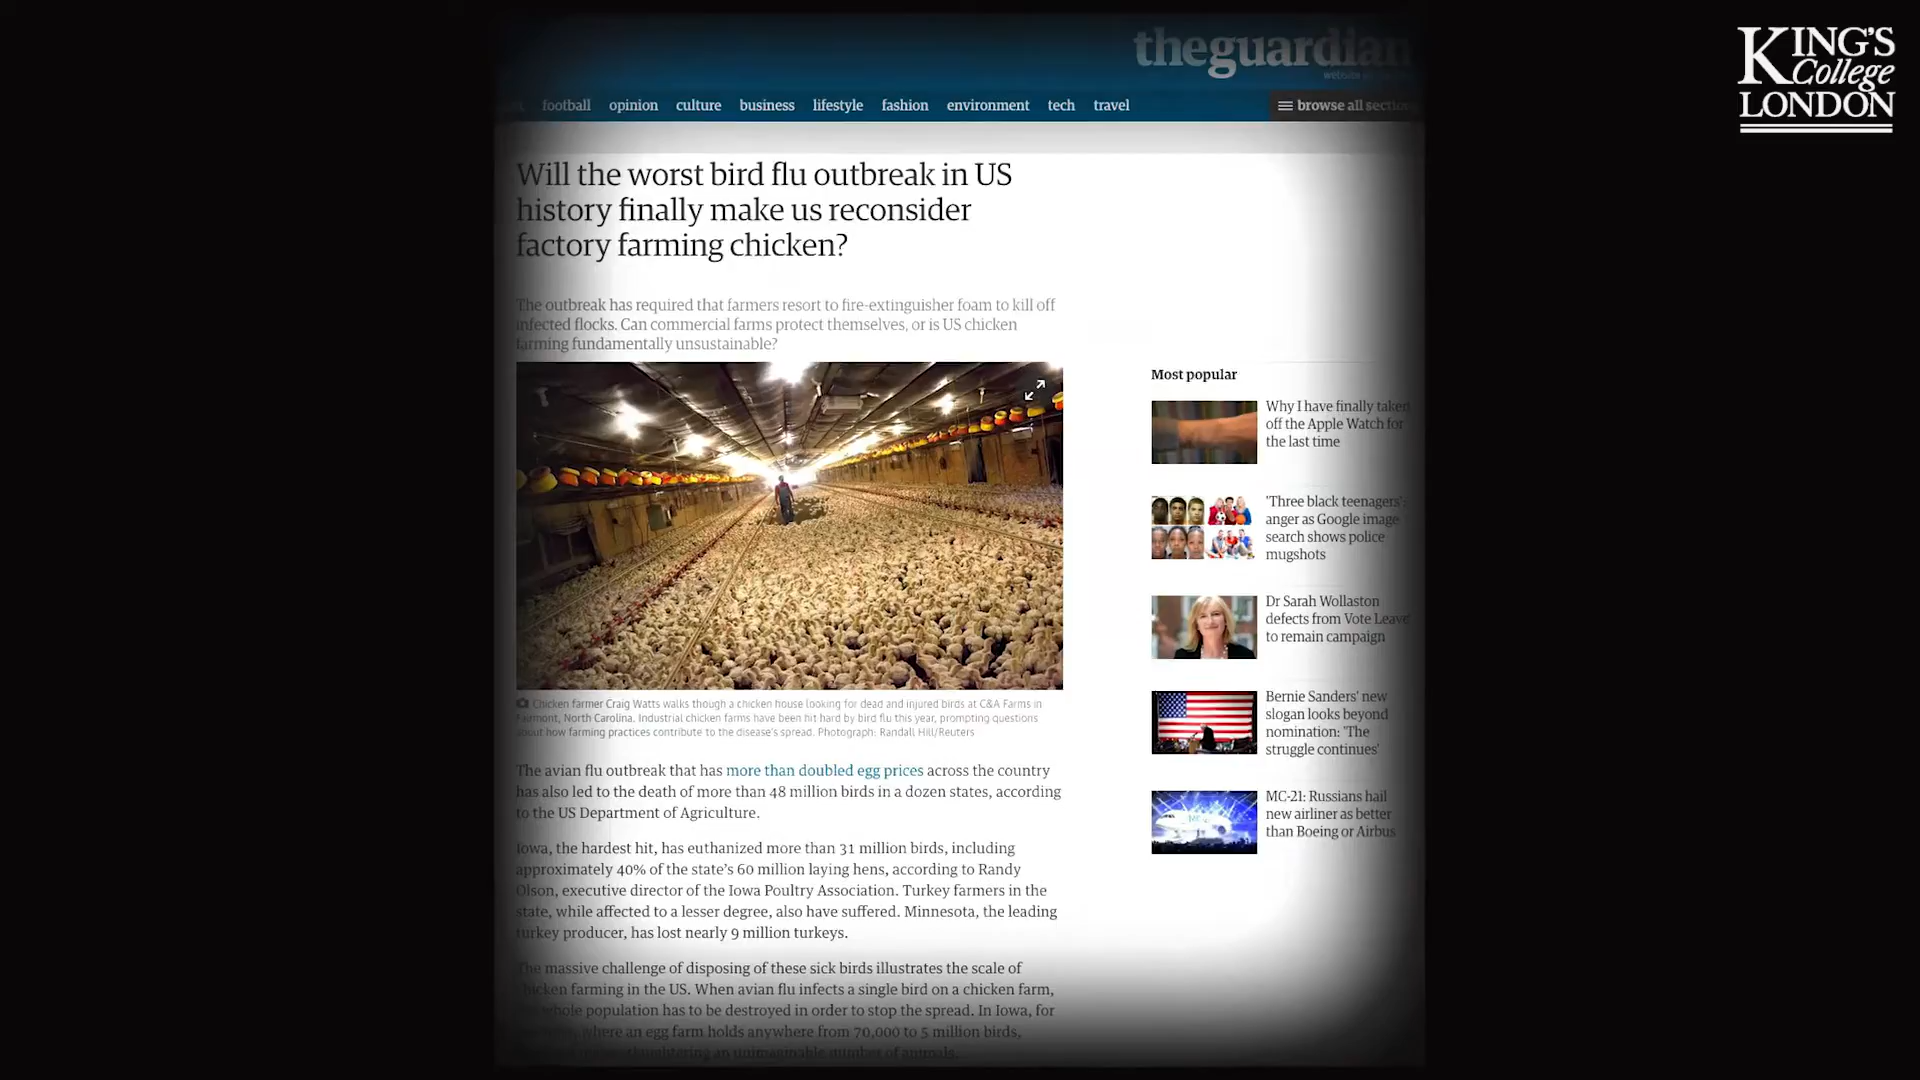 KING'S
College
LONDON
theguardian
football opinion culture business lifestyle fashion environment tech travel
browse all sections
Will the worst bird flu outbreak in US
history finally make us reconsider
factory farming chicken?
The outbreak has required that farmers resort to fire-extinguisher foam to kill off
infected flocks. Can commercial farms protect themselves, or is US chicken
farming fundamentally unsustainable?
Chicken farmer Craig Watts walks though a chicken house looking for dead and injured birds at C&A Farms in
Fairmont, North Carolina. Industrial chicken farms have been hit hard by bird flu this year, prompting questions
about how farming practices contribute to the disease's spread. Photograph: Randall Hill/Reuters
The avian flu outbreak that has more than doubled egg prices across the country
has also led to the death of more than 48 million birds in a dozen states, according
to the US Department of Agriculture.
Iowa, the hardest hit, has euthanized more than 31 million birds, including
approximately 40% of the state's 60 million laying hens, according to Randy
Olson, executive director of the Iowa Poultry Association. Turkey farmers in the
state, while affected to a lesser degree, also have suffered. Minnesota, the leading
turkey producer, has lost nearly 9 million turkeys.
The massive challenge of disposing of these sick birds illustrates the scale of
chicken farming in the US. When avian flu infects a single bird on a chicken farm,
whole population has to be destroyed in order to stop the spread. In Iowa, for
where an egg farm holds anywhere from 70,000 to 5 million birds,
slaughtering an unimaginable number of animals.
Most popular
Why I have finally taken
off the Apple Watch for
the last time
'Three black teenagers':
anger as Google image
search shows police
mugshots
Dr Sarah Wollaston
defects from Vote Leave
to remain campaign
Bernie Sanders' new
slogan looks beyond
nomination: 'The
struggle continues'
MC-21: Russians hail
new airliner as better
than Boeing or Airbus